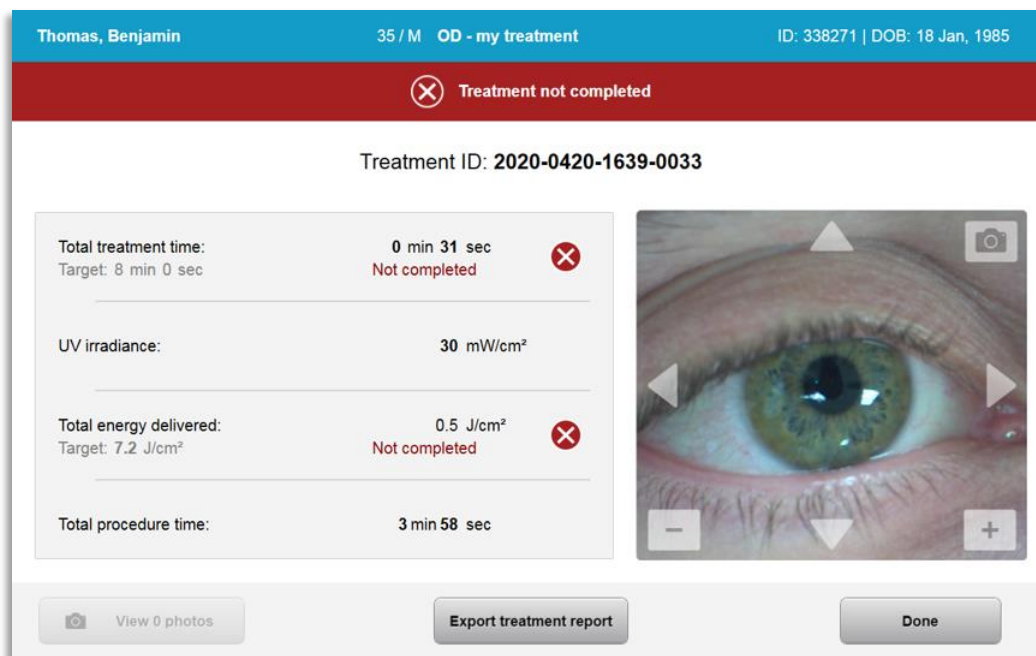 Thomas, Benjamin 35 / M OD - my treatment ID: 338271 | DOB: 18 Jan, 1985
Treatment not completed
Treatment ID: 2020-0420-1639-0033
Total treatment time: 0 min 31 sec
Target: 8 min 0 sec Not completed
UV irradiance: 30 mW/cm²
Total energy delivered: 0.5 J/cm²
Target: 7.2 J/cm² Not completed
Total procedure time: 3 min 58 sec
View 0 photos Export treatment report Done